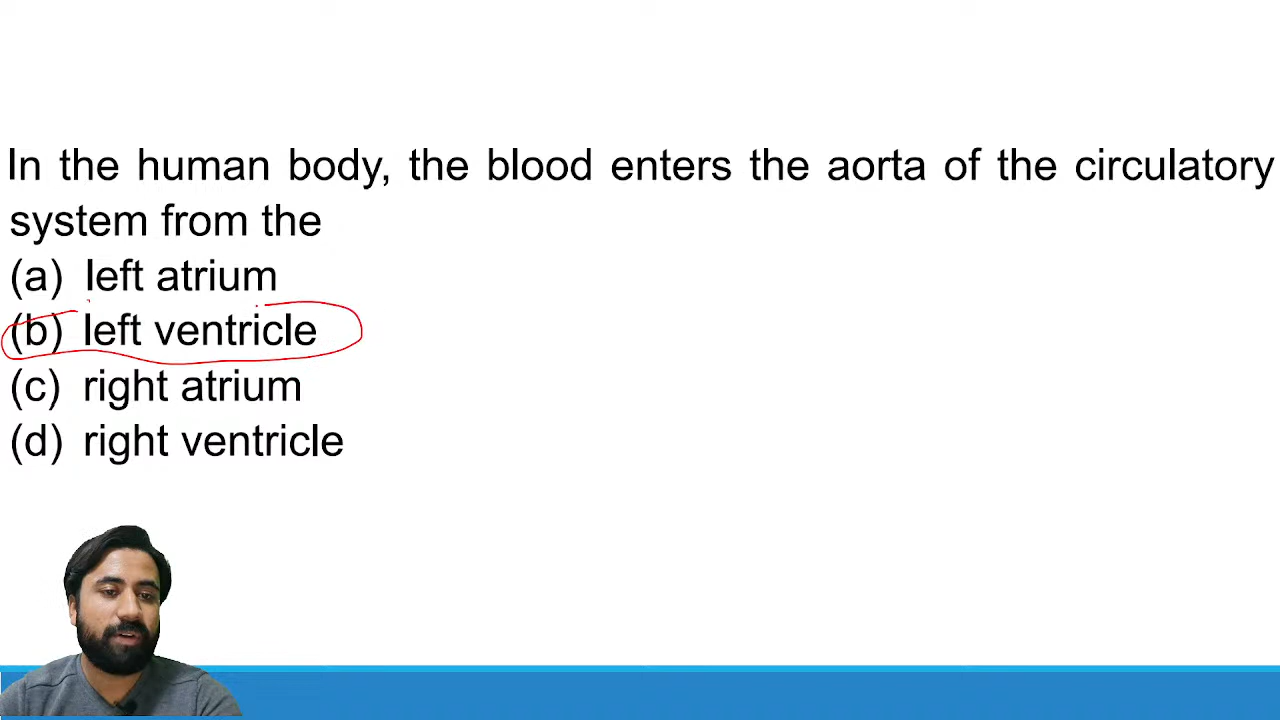 In the human body, the blood enters the aorta of the circulatory
system from the
(a) left atrium
(b) left ventricle
(c) right atrium
(d) right ventricle